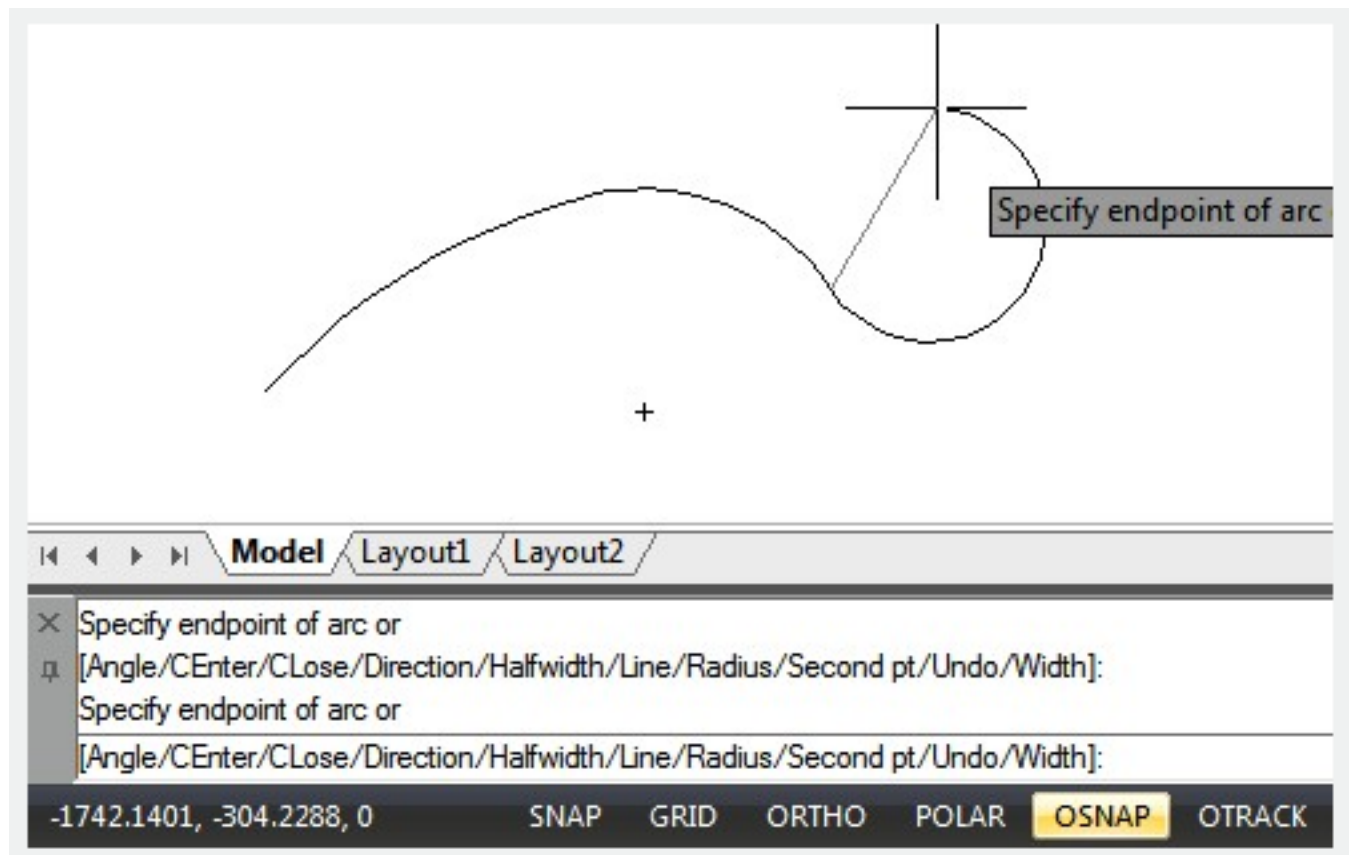 Specify endpoint of arc
Model Layout1 Layout2
Specify endpoint of arc or
[Angle/CEnter/CLose/Direction/Halfwidth/Line/Radius/Second pt/Undo/Width]:
Specify endpoint of arc or
[Angle/CEnter/CLose/Direction/Halfwidth/Line/Radius/Second pt/Undo/Width]:
-1742.1401, -304.2288, 0 SNAP GRID ORTHO POLAR OSNAP OTRACK